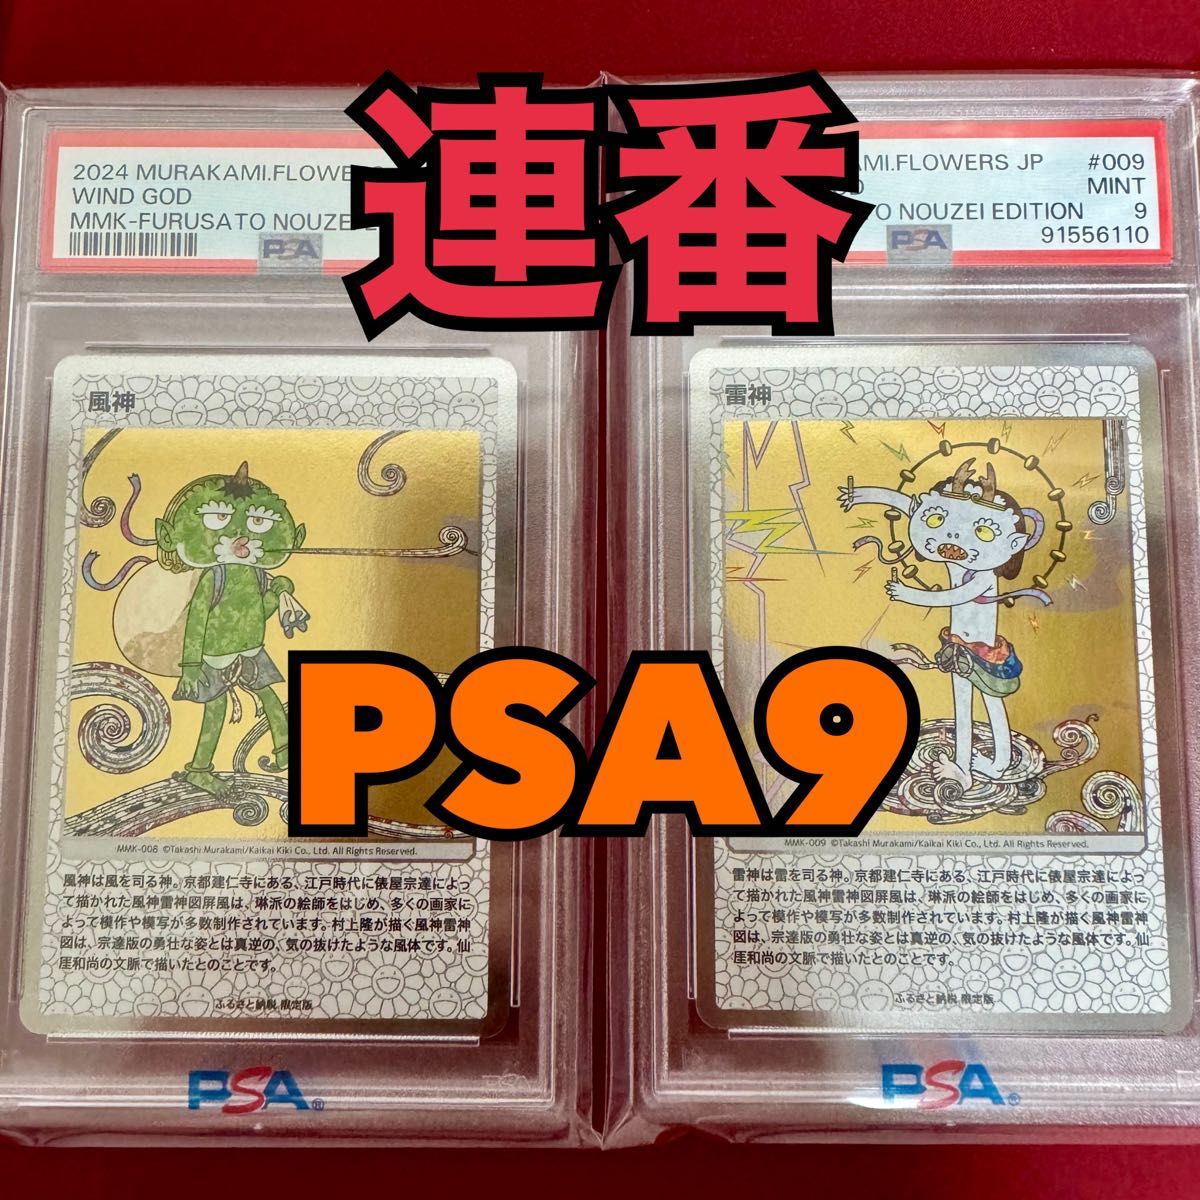 連番
2024 MURAKAMI.FLOWE
WIND GOD
MMK-FURUSATO NOUZE
PSA
AMI.FLOWERS JP #009
MINT
TO NOUZEI EDITION 9
91556110
PSA
風神
MMK-008 ©Takashi Murakami/Kaikai Kiki Co., Ltd. All Rights Reserved.
風神は風を司る神。京都建仁寺にある、江戸時代に俵屋宗達によっ
て描かれた風神雷神図屏風は、琳派の絵師をはじめ、多くの画家に
よって模作や模写が多数制作されています。村上隆が描く風神雷神
図は、宗達版の勇壮な姿とは真逆の、気の抜けたような風体です。仙
厓和尚の文脈で描いたとのことです。
ふるさと納税 限定版
PSA
雷神
MMK-009 ©Takashi Murakami/Kaikai Kiki Co., Ltd. All Rights Reserved.
雷神は雷を司る神。京都建仁寺にある、江戸時代に俵屋宗達によっ
て描かれた風神雷神図屏風は、琳派の絵師をはじめ、多くの画家に
よって模作や模写が多数制作されています。村上隆が描く風神雷神
図は、宗達版の勇壮な姿とは真逆の、気の抜けたような風体です。仙
厓和尚の文脈で描いたとのことです。
ふるさと納税 限定版
PSA
PSA9